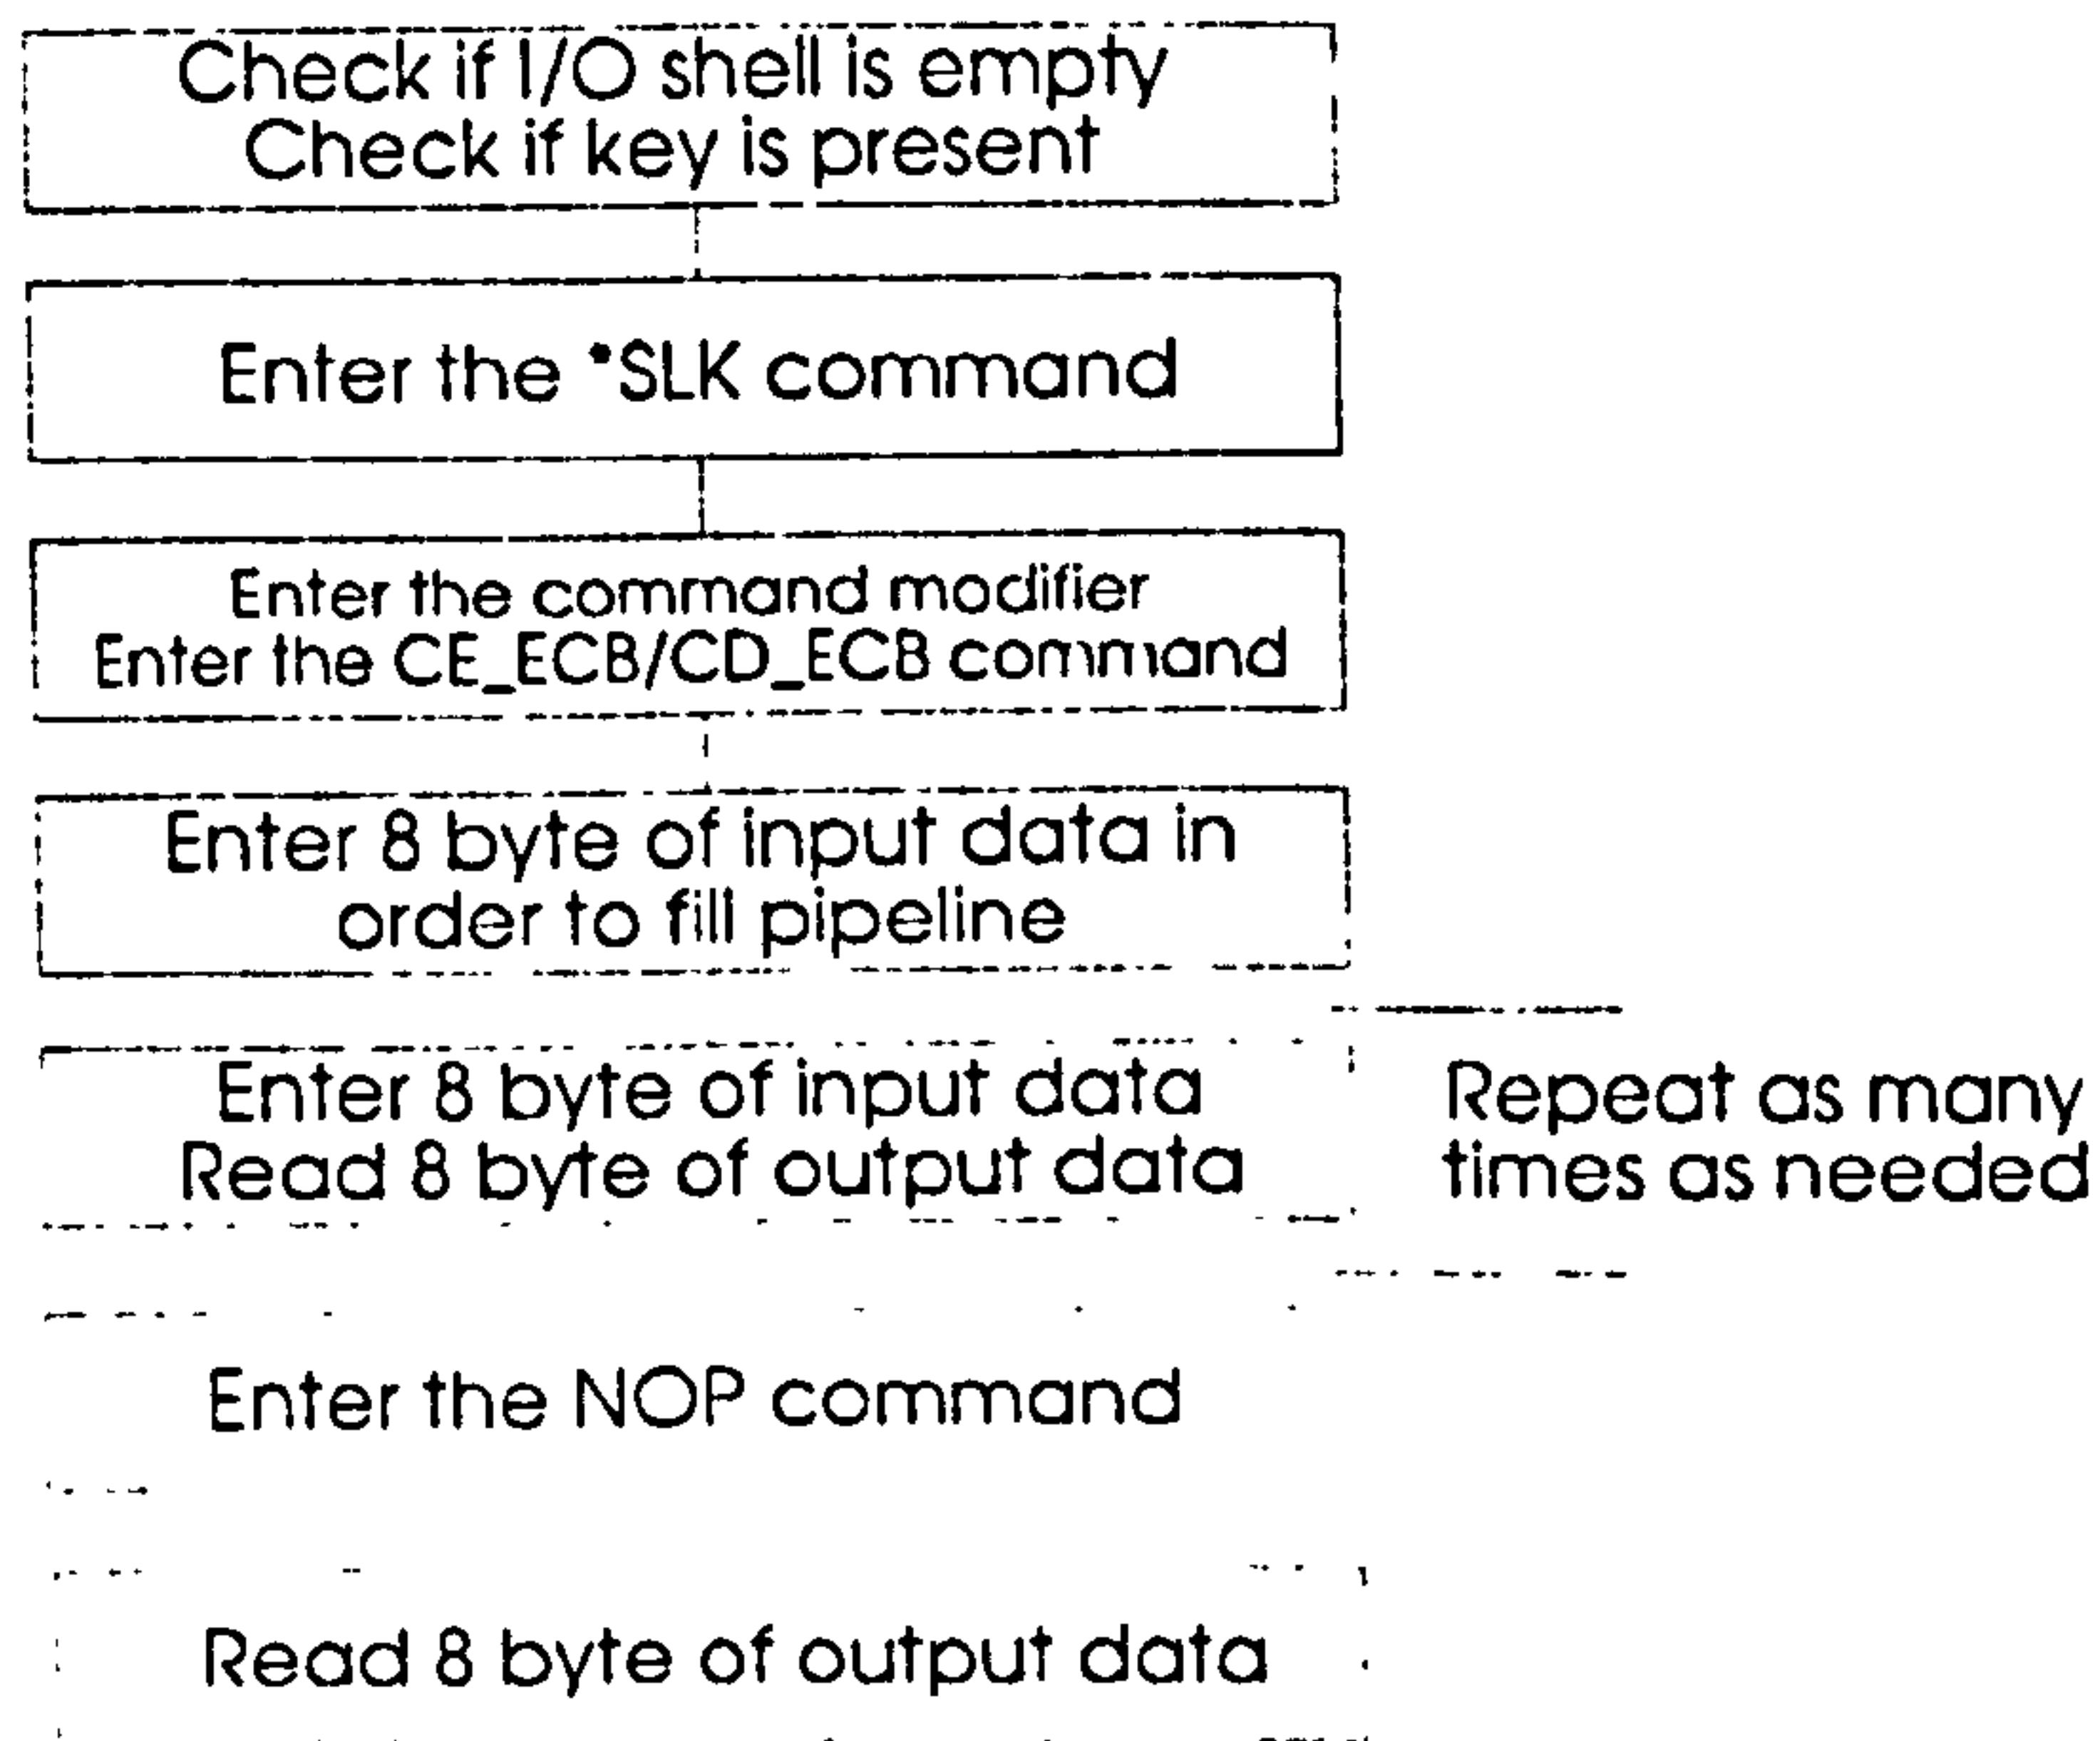 Check if I/O shell is empty
Check if key is present
Enter the *SLK command
Enter the command modifier
Enter the CE_ECB/CD_ECB command
Enter 8 byte of input data in
order to fill pipeline
Enter 8 byte of input data
Read 8 byte of output data
Repeat as many
times as needed
Enter the NOP command
Read 8 byte of output data